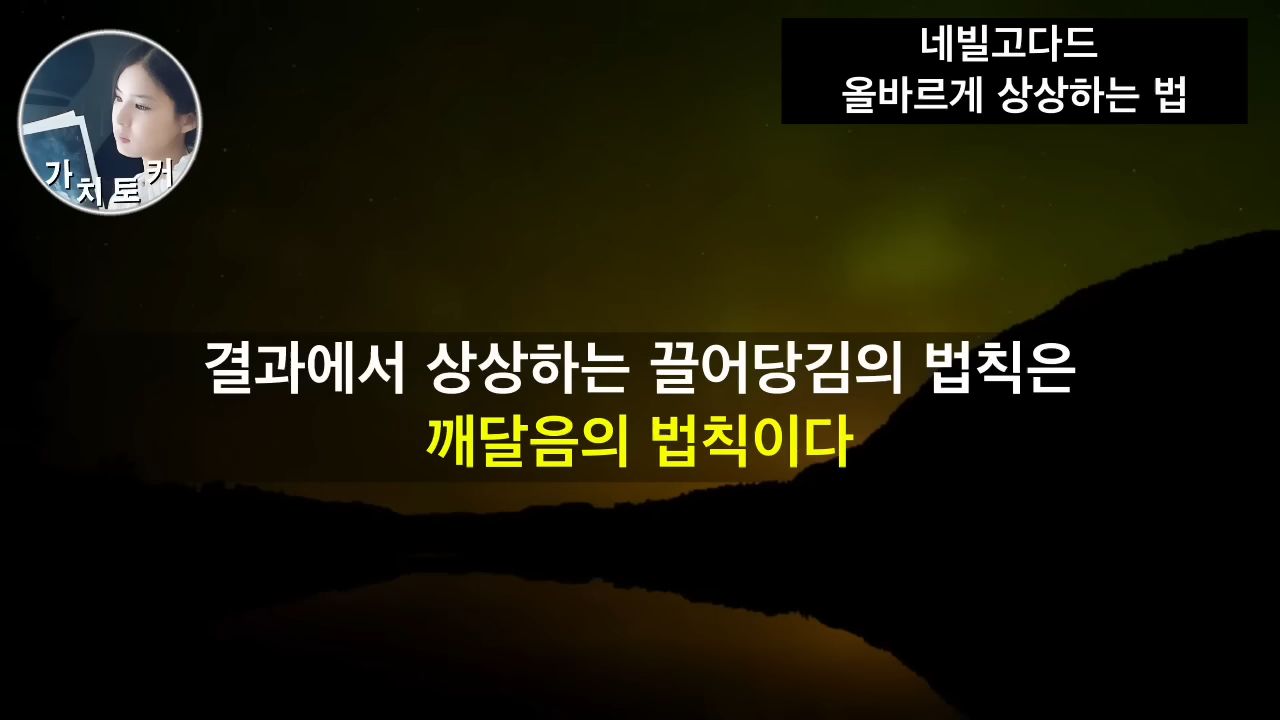 가치토커
네빌고다드
올바르게 상상하는 법
결과에서 상상하는 끌어당김의 법칙은
깨달음의 법칙이다